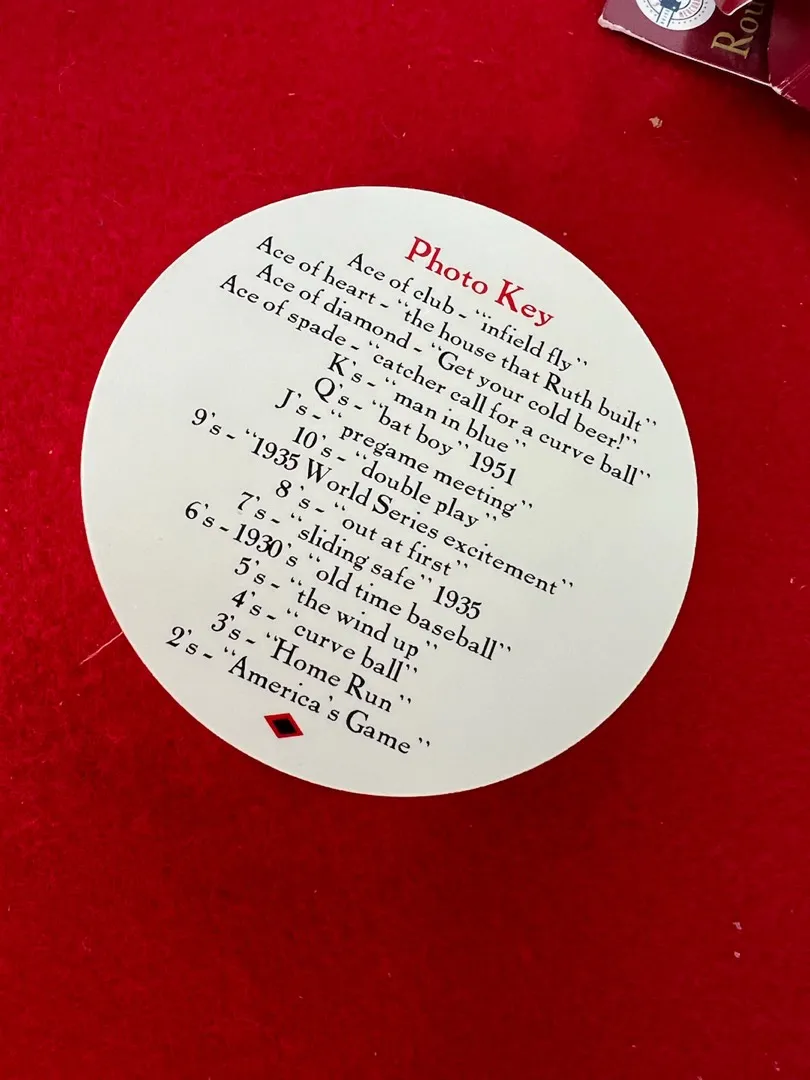 Rou
Photo Key
Ace of club - "infield fly"
Ace of heart - "the house that Ruth built"
Ace of diamond - "Get your cold beer!"
Ace of spade - "catcher call for a curve ball"
K's - "man in blue"
Q's - "bat boy" 1951
J's - "pregame meeting"
10's - "double play"
9's - "1935 World Series excitement"
8's - "out at first"
7's - "sliding safe" 1935
6's - 1930's "old time baseball"
5's - "the wind up"
4's - "curve ball"
3's - "Home Run"
2's - "America's Game"